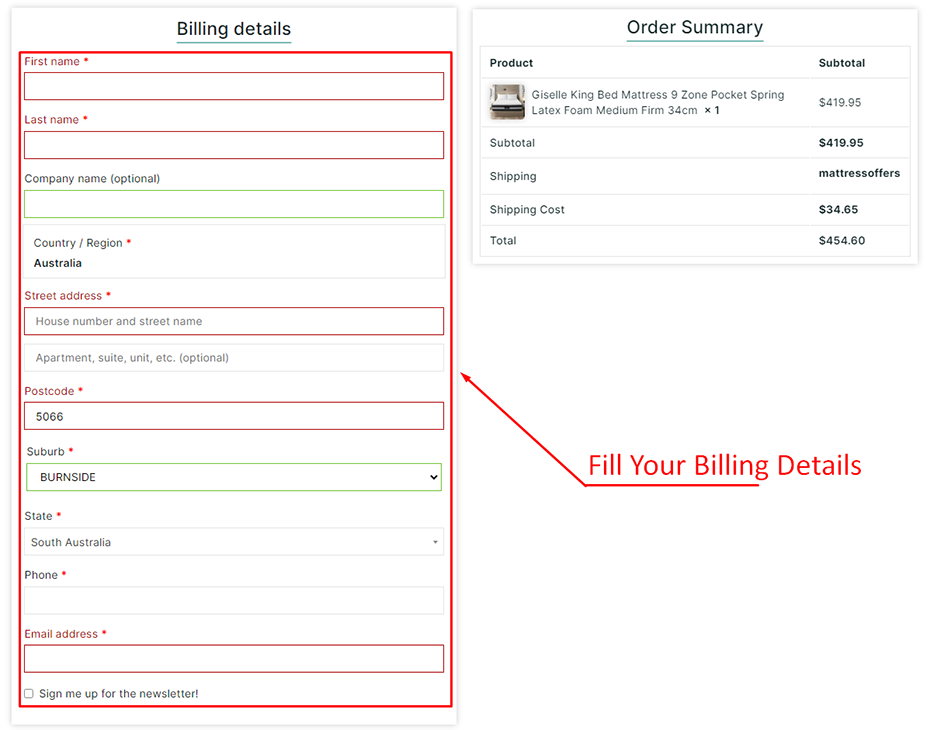 Billing details
First name *
Last name *
Company name (optional)
Country / Region *
Australia
Street address *
House number and street name
Apartment, suite, unit, etc. (optional)
Postcode *
5066
Suburb *
BURNSIDE
State *
South Australia
Phone *
Email address *
Sign me up for the newsletter!
Order Summary
Product Subtotal
Giselle King Bed Mattress 9 Zone Pocket Spring
Latex Foam Medium Firm 34cm × 1 $419.95
Subtotal $419.95
Shipping mattressoffers
Shipping Cost $34.65
Total $454.60
Fill Your Billing Details